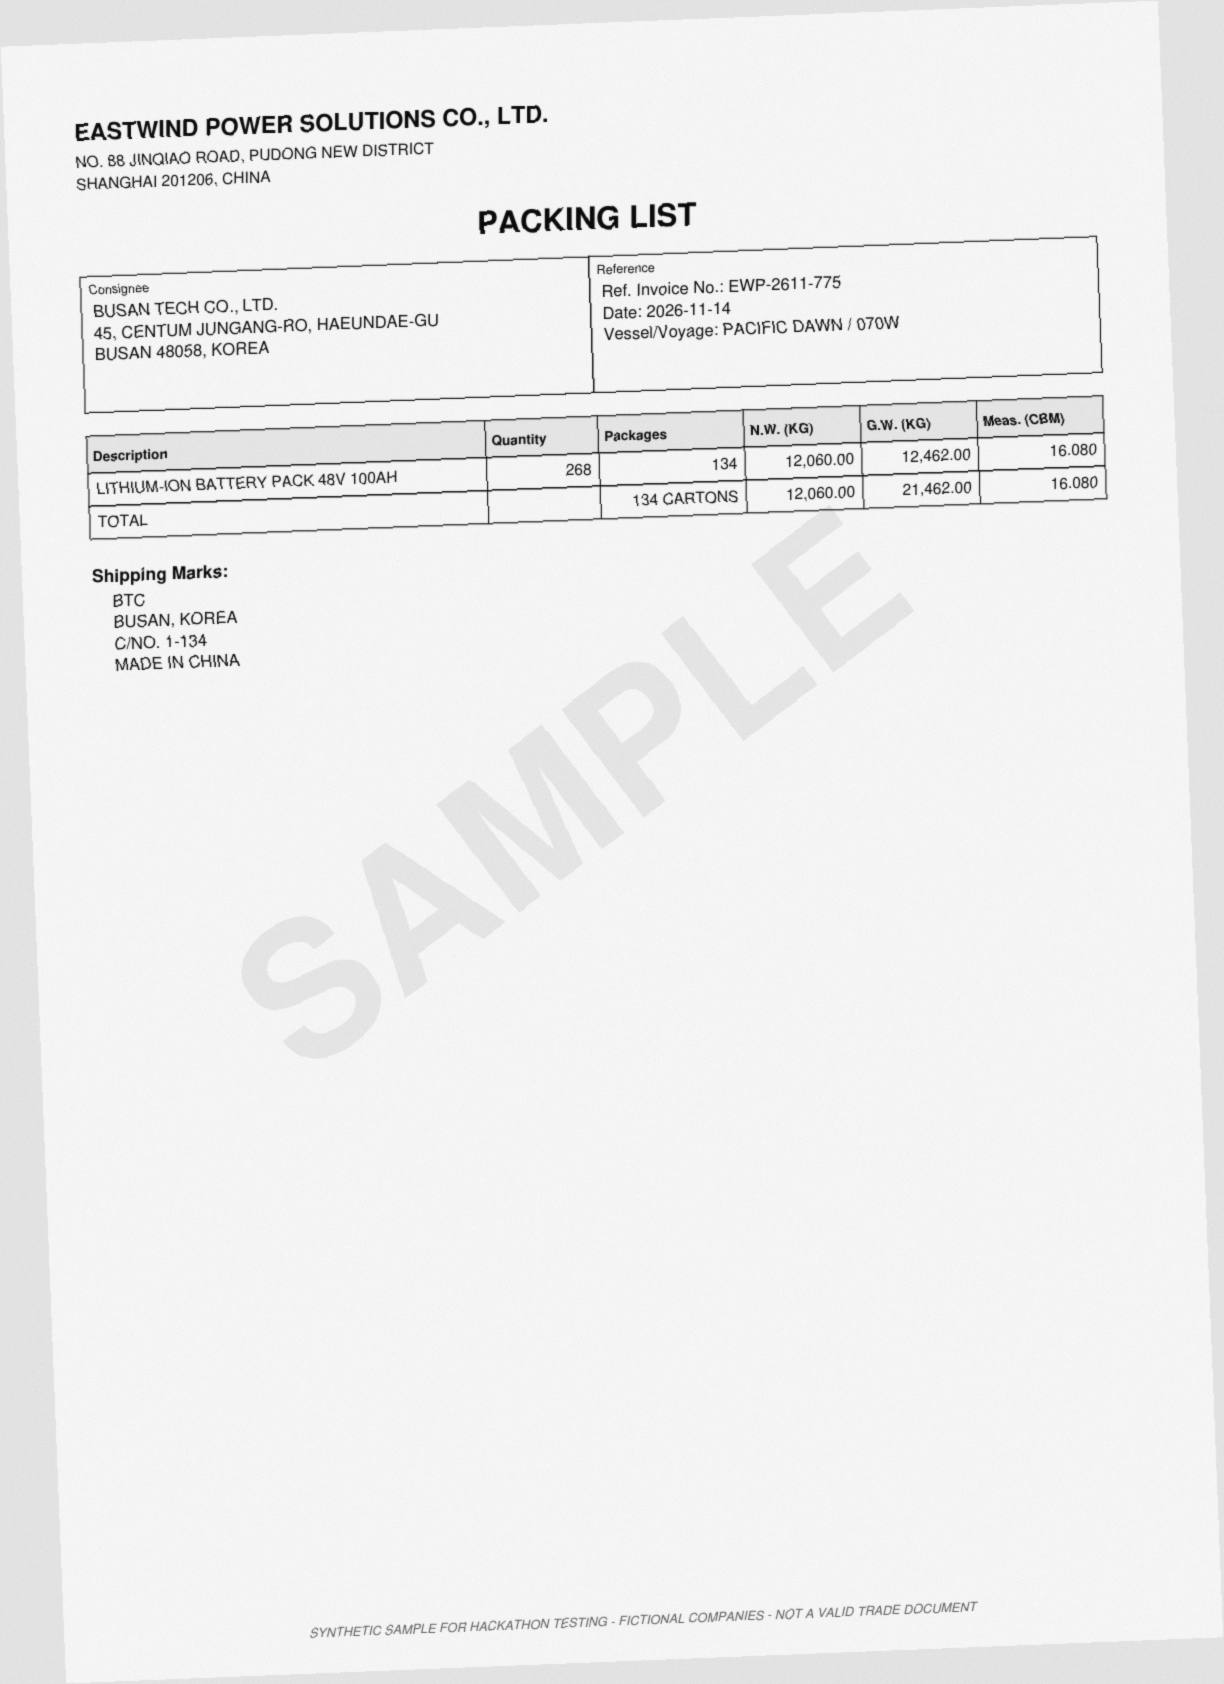 EASTWIND POWER SOLUTIONS CO., LTD.
NO. 88 JINQIAO ROAD, PUDONG NEW DISTRICT
SHANGHAI 201206, CHINA
PACKING LIST
Consignee
BUSAN TECH CO., LTD.
45, CENTUM JUNGANG-RO, HAEUNDAE-GU
BUSAN 48058, KOREA
Reference
Ref. Invoice No.: EWP-2611-775
Date: 2026-11-14
Vessel/Voyage: PACIFIC DAWN / 070W
Description Quantity Packages N.W. (KG) G.W. (KG) Meas. (CBM)
LITHIUM-ION BATTERY PACK 48V 100AH 268 134 12,060.00 12,462.00 16.080
TOTAL 134 CARTONS 12,060.00 21,462.00 16.080
Shipping Marks:
BTC
BUSAN, KOREA
C/NO. 1-134
MADE IN CHINA
SAMPLE
SYNTHETIC SAMPLE FOR HACKATHON TESTING - FICTIONAL COMPANIES - NOT A VALID TRADE DOCUMENT